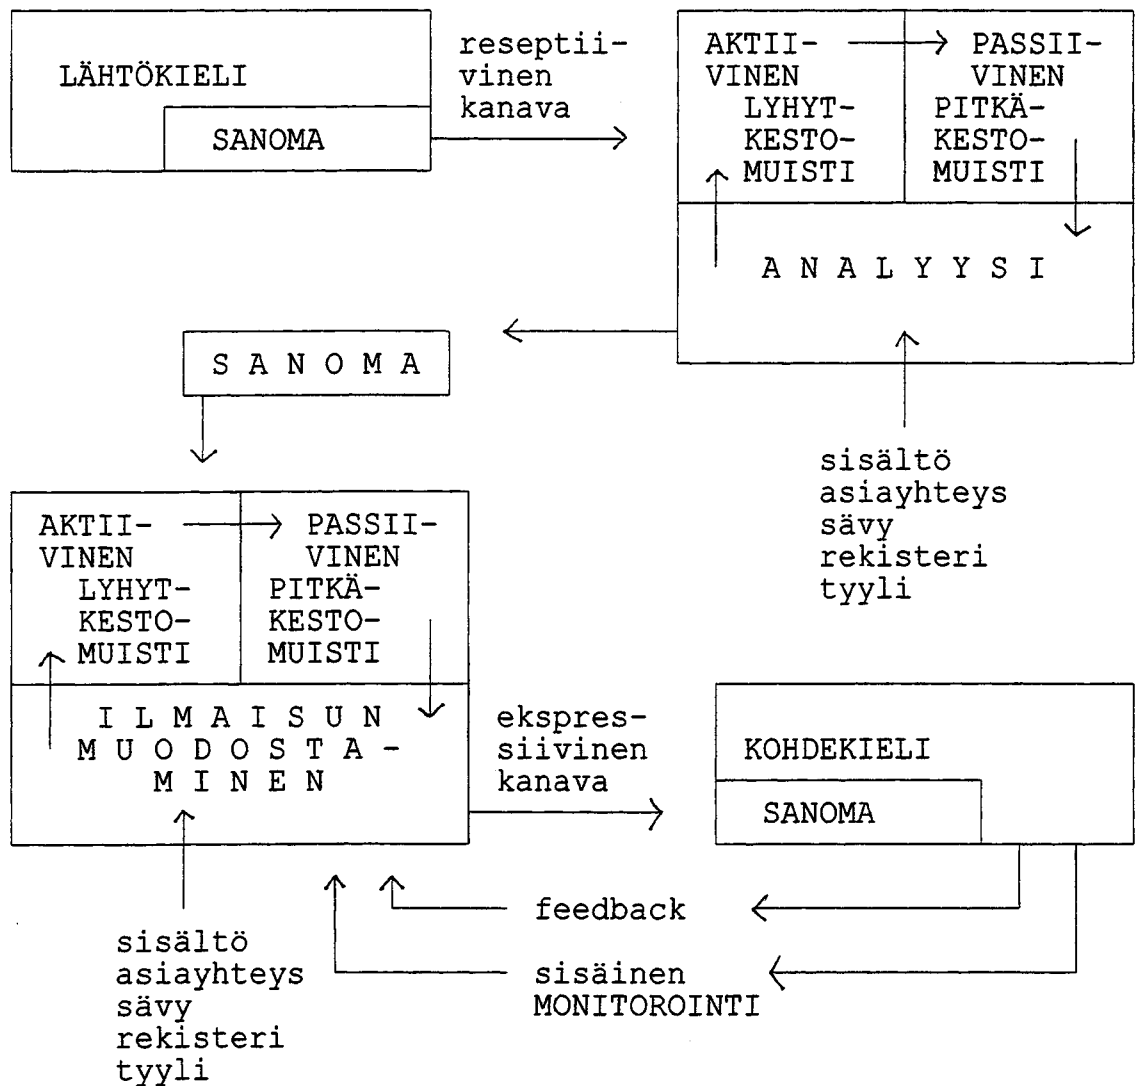 LÄHTÖKIELI
SANOMA
reseptii-
vinen
kanava
AKTII-
VINEN
LYHYT-
KESTO-
MUISTI
PASSII-
VINEN
PITKÄ-
KESTO-
MUISTI
A N A L Y Y S I
S A N O M A
sisältö
asiayhteys
sävy
rekisteri
tyyli
AKTII-
VINEN
LYHYT-
KESTO-
MUISTI
PASSII-
VINEN
PITKÄ-
KESTO-
MUISTI
I L M A I S U N
M U O D O S T A -
M I N E N
ekspres-
siivinen
kanava
KOHDEKIELI
SANOMA
feedback
sisäinen
MONITOROINTI
sisältö
asiayhteys
sävy
rekisteri
tyyli